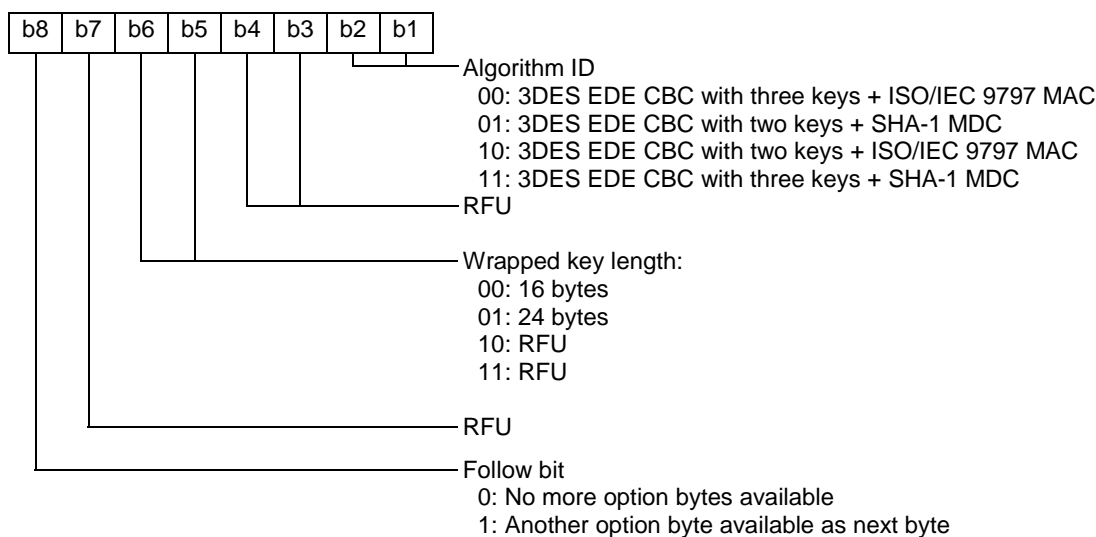 b8 b7 b6 b5 b4 b3 b2 b1
Algorithm ID
00: 3DES EDE CBC with three keys + ISO/IEC 9797 MAC
01: 3DES EDE CBC with two keys + SHA-1 MDC
10: 3DES EDE CBC with two keys + ISO/IEC 9797 MAC
11: 3DES EDE CBC with three keys + SHA-1 MDC
RFU
Wrapped key length:
00: 16 bytes
01: 24 bytes
10: RFU
11: RFU
RFU
Follow bit
0: No more option bytes available
1: Another option byte available as next byte